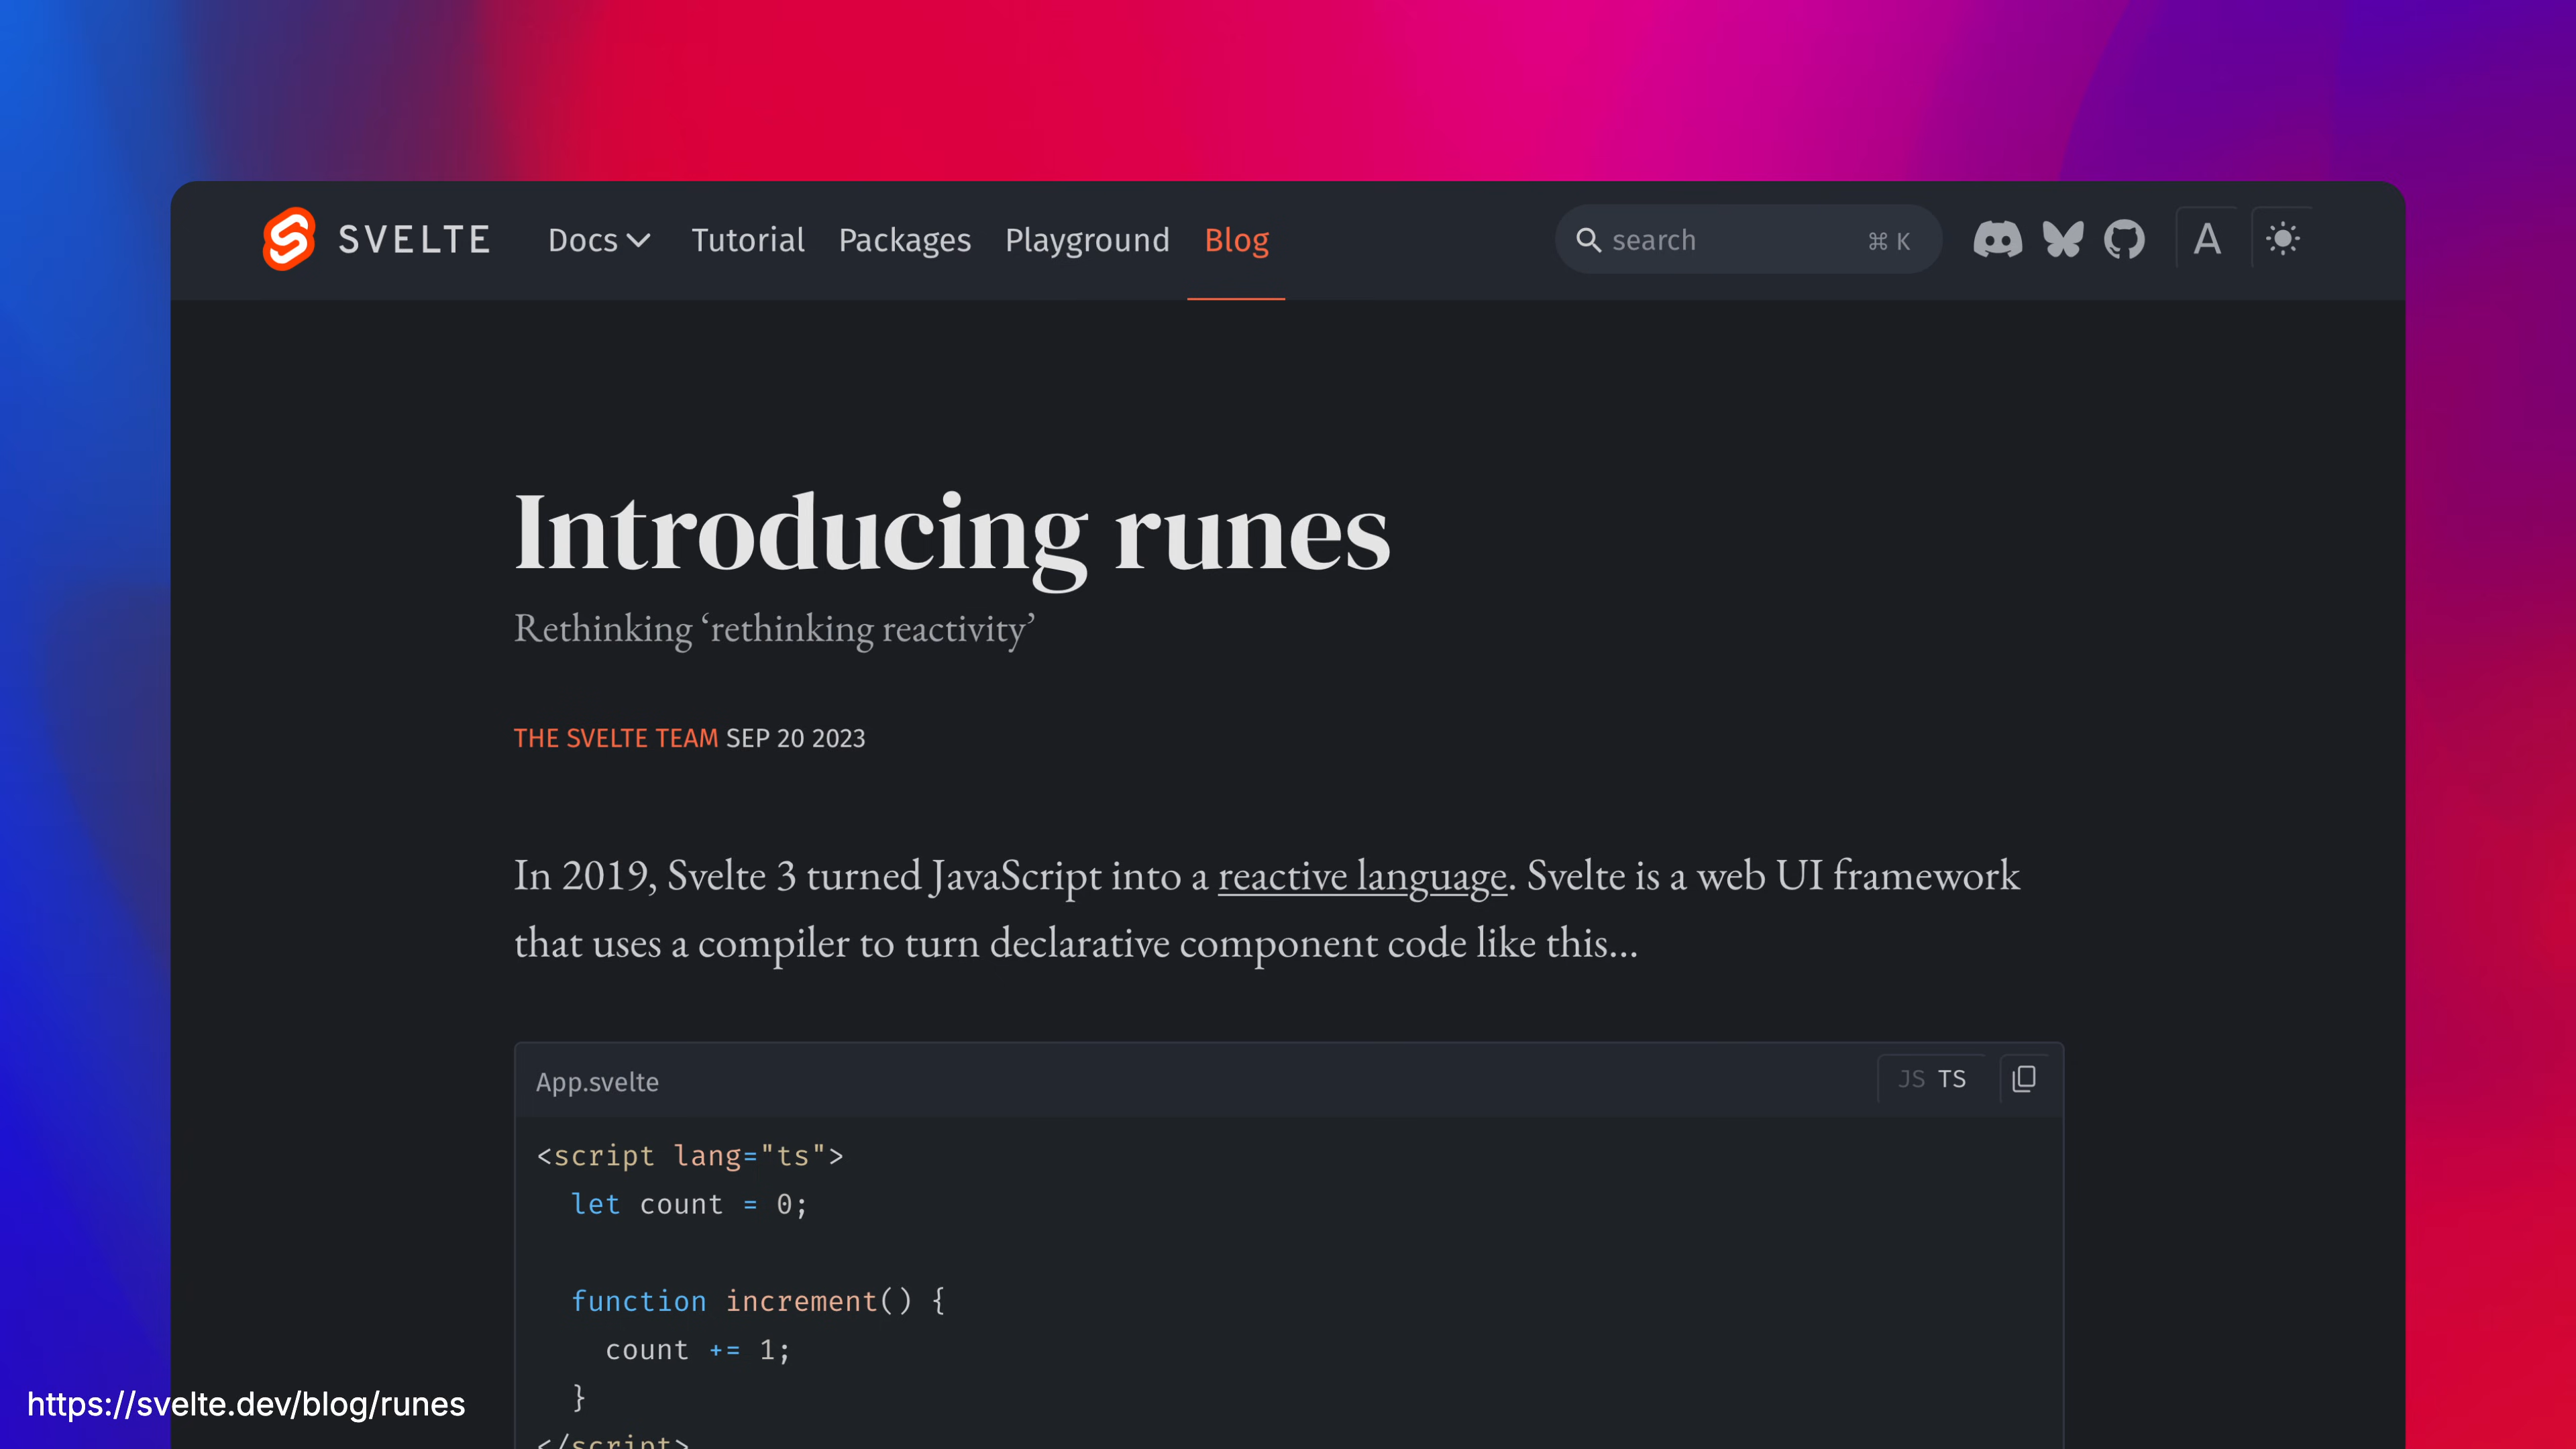 SVELTE Docs Tutorial Packages Playground Blog search ⌘ K A
Introducing runes
Rethinking ‘rethinking reactivity’
THE SVELTE TEAM SEP 20 2023
In 2019, Svelte 3 turned JavaScript into a reactive language. Svelte is a web UI framework
that uses a compiler to turn declarative component code like this...
App.svelte JS TS
<script lang="ts">
let count = 0;
function increment() {
count += 1;
}
</script>
https://svelte.dev/blog/runes